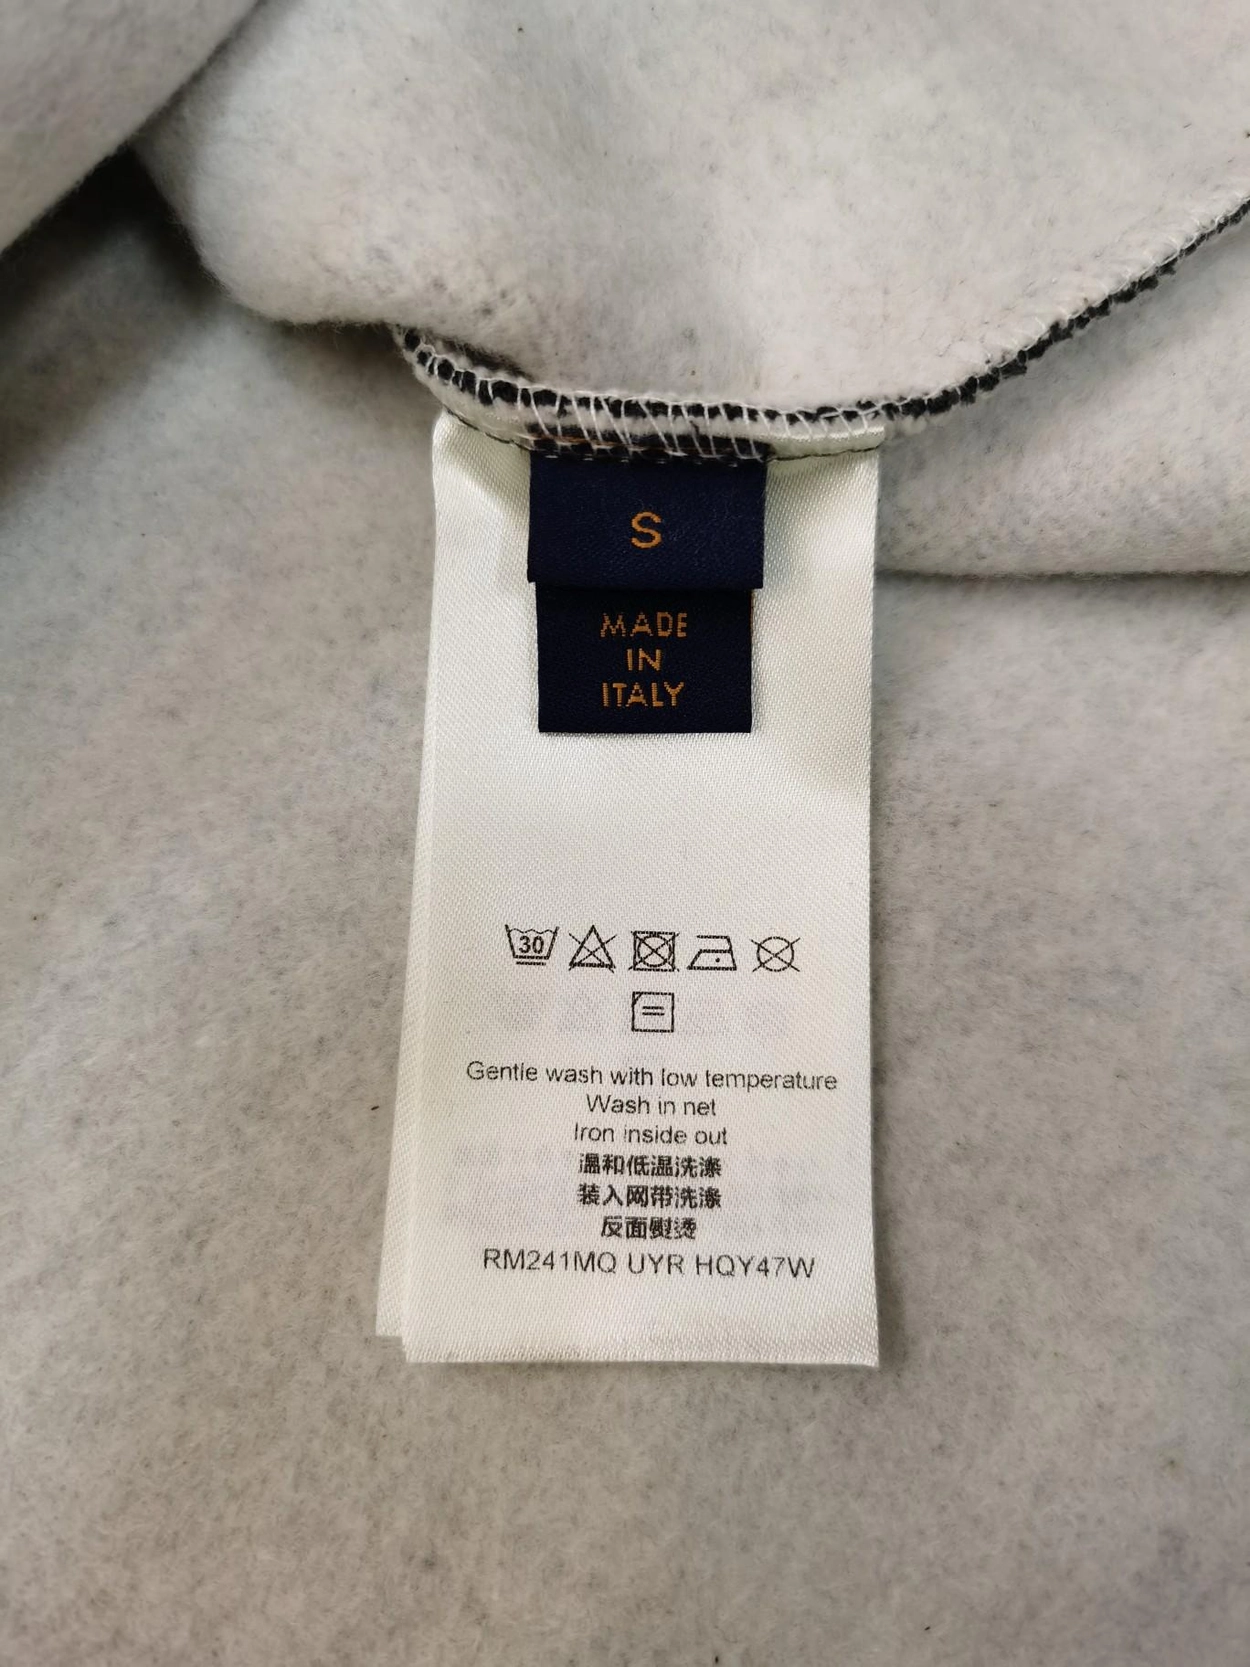 S
MADE
IN
ITALY
30
Gentle wash with low temperature
Wash in net
Iron inside out
温和低温洗涤
装入网带洗涤
反面熨烫
RM241MQ UYR HQY47W